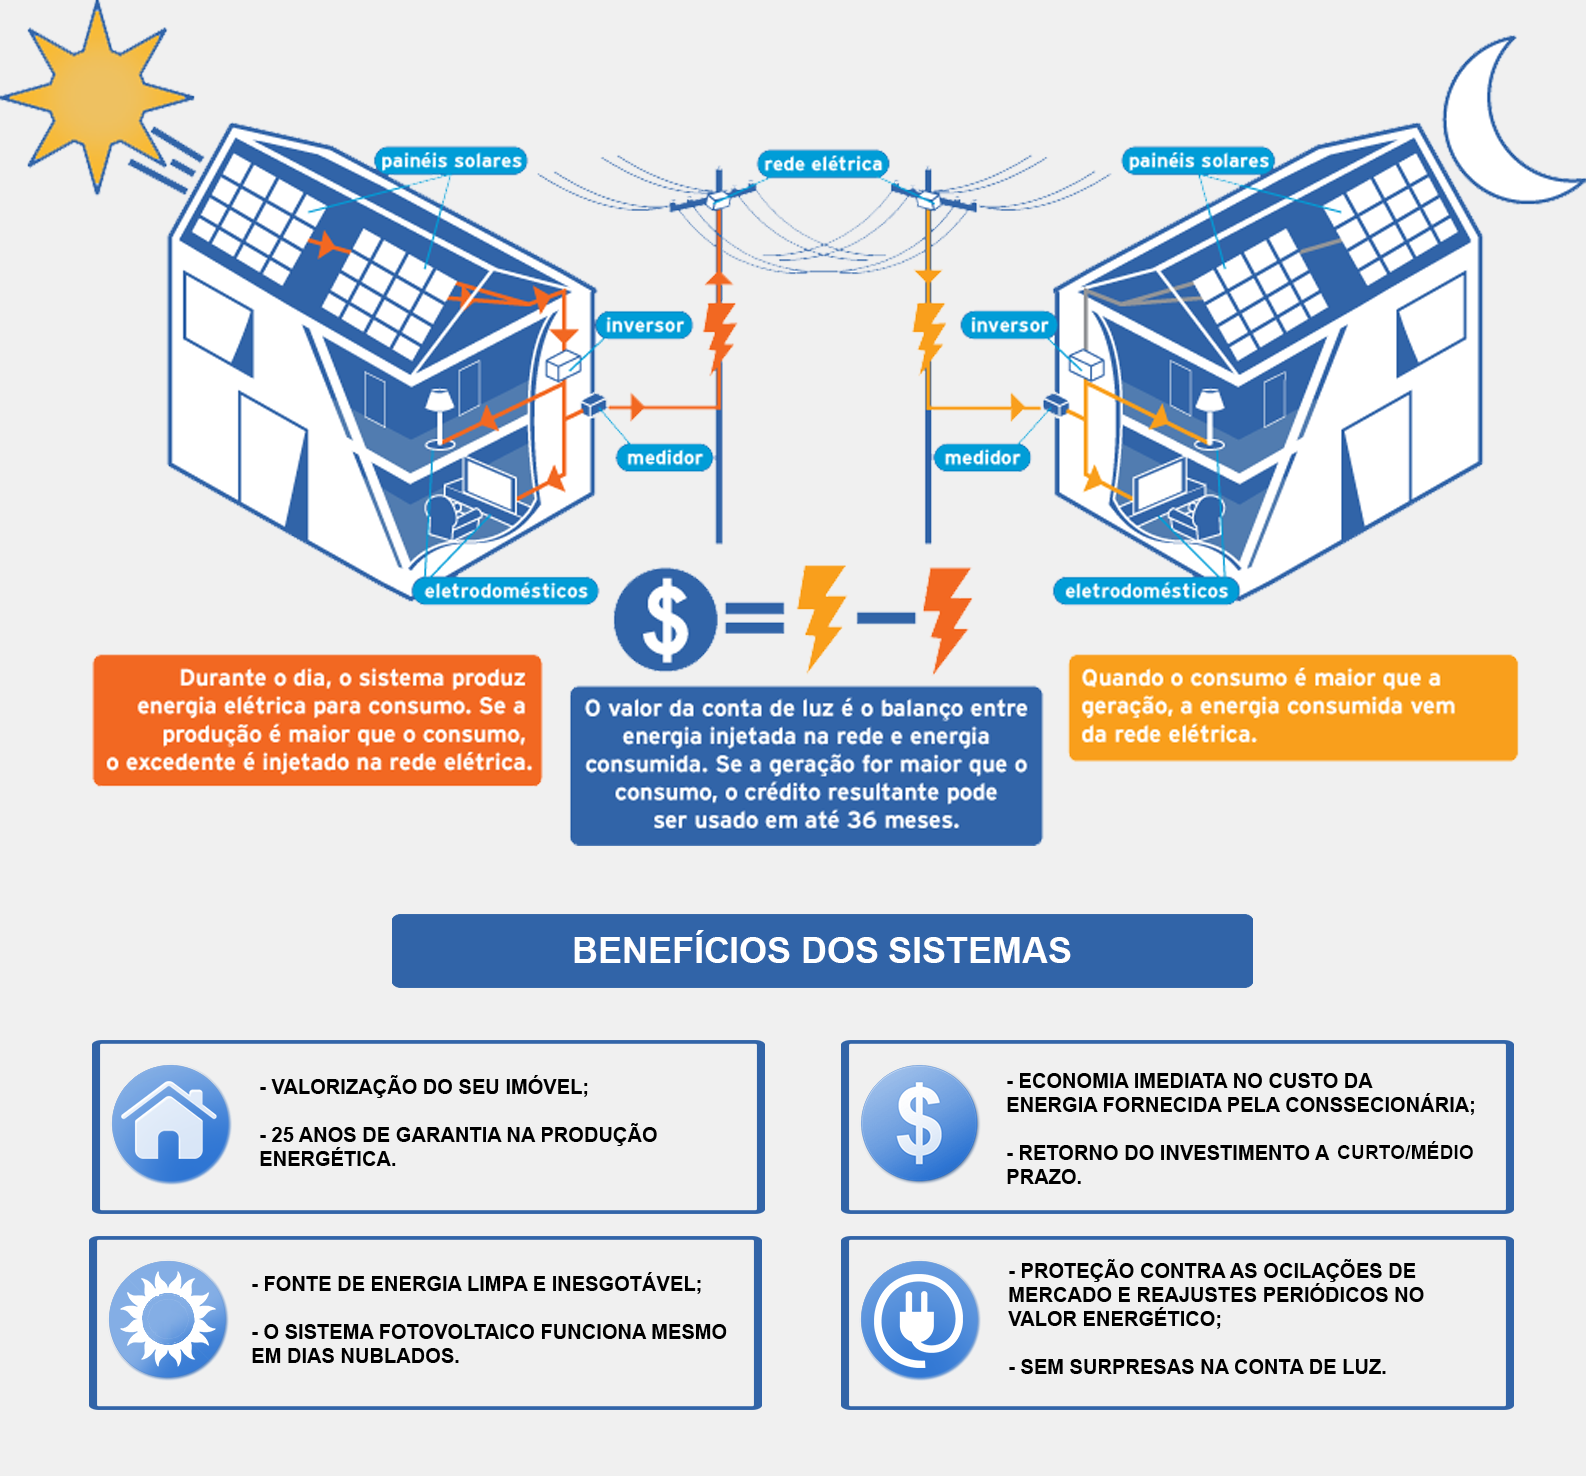 painéis solares
rede elétrica
painéis solares
inversor
inversor
medidor
medidor
eletrodomésticos
eletrodomésticos
$
Durante o dia, o sistema produz
energia elétrica para consumo. Se a
produção é maior que o consumo,
o excedente é injetado na rede elétrica.
O valor da conta de luz é o balanço entre
energia injetada na rede e energia
consumida. Se a geração for maior que o
consumo, o crédito resultante pode
ser usado em até 36 meses.
Quando o consumo é maior que a
geração, a energia consumida vem
da rede elétrica.
BENEFÍCIOS DOS SISTEMAS
- VALORIZAÇÃO DO SEU IMÓVEL;
- 25 ANOS DE GARANTIA NA PRODUÇÃO
ENERGÉTICA.
$
- ECONOMIA IMEDIATA NO CUSTO DA
ENERGIA FORNECIDA PELA CONSSECIONÁRIA;
- RETORNO DO INVESTIMENTO A CURTO/MÉDIO
PRAZO.
- FONTE DE ENERGIA LIMPA E INESGOTÁVEL;
- O SISTEMA FOTOVOLTAICO FUNCIONA MESMO
EM DIAS NUBLADOS.
- PROTEÇÃO CONTRA AS OCILAÇÕES DE
MERCADO E REAJUSTES PERIÓDICOS NO
VALOR ENERGÉTICO;
- SEM SURPRESAS NA CONTA DE LUZ.